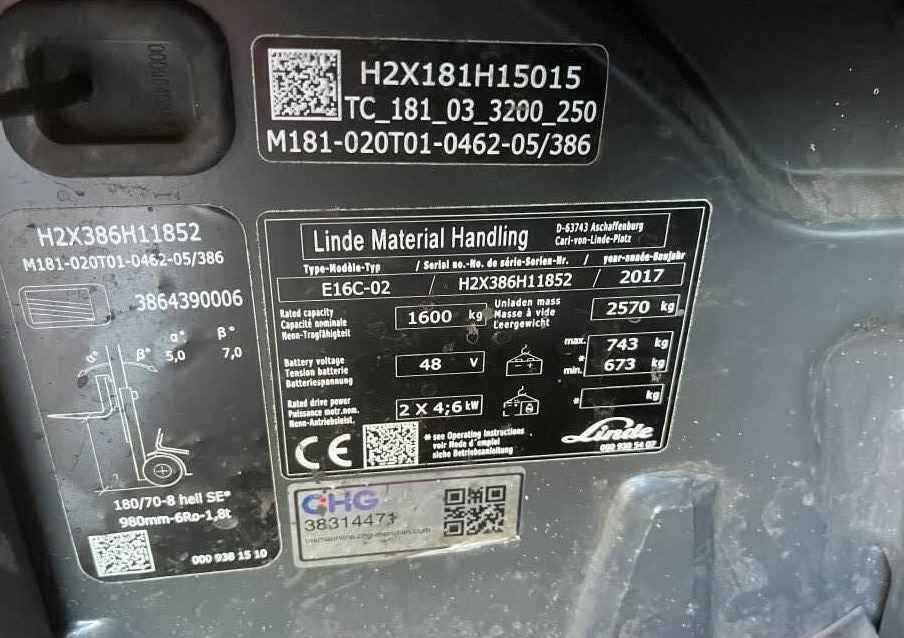 H2X181H15015
TC_181_03_3200_250
M181-020T01-0462-05/386
H2X386H11852
M181-020T01-0462-05/386
3864390006
α° β°
5,0 7,0
α° β°
180/70-8 hell SE*
980mm-6Ro-1,8t
000 938 15 10
Linde Material Handling
D-63743 Aschaffenburg
Carl-von-Linde-Platz
Type-Modèle-Typ / Serial no.-No. de série-Serien-Nr. / year-année-Baujahr
E16C-02 / H2X386H11852 / 2017
Rated capacity
Capacité nominale
Nenn-Tragfähigkeit
1600 kg
Unladen mass
Masse à vide
Leergewicht
2570 kg
Battery voltage
Tension batterie
Batteriespannung
48 V
max. 743 kg
*
min. 673 kg
Rated drive power
Puissance motr.nom.
Nenn-Antriebsleist.
2 X 4;6 kW
* kg
CE
* see Operating Instructions
voir Mode d'emploi
siehe Betriebsanleitung
Linde
000 938 54 07
CHG
38314471